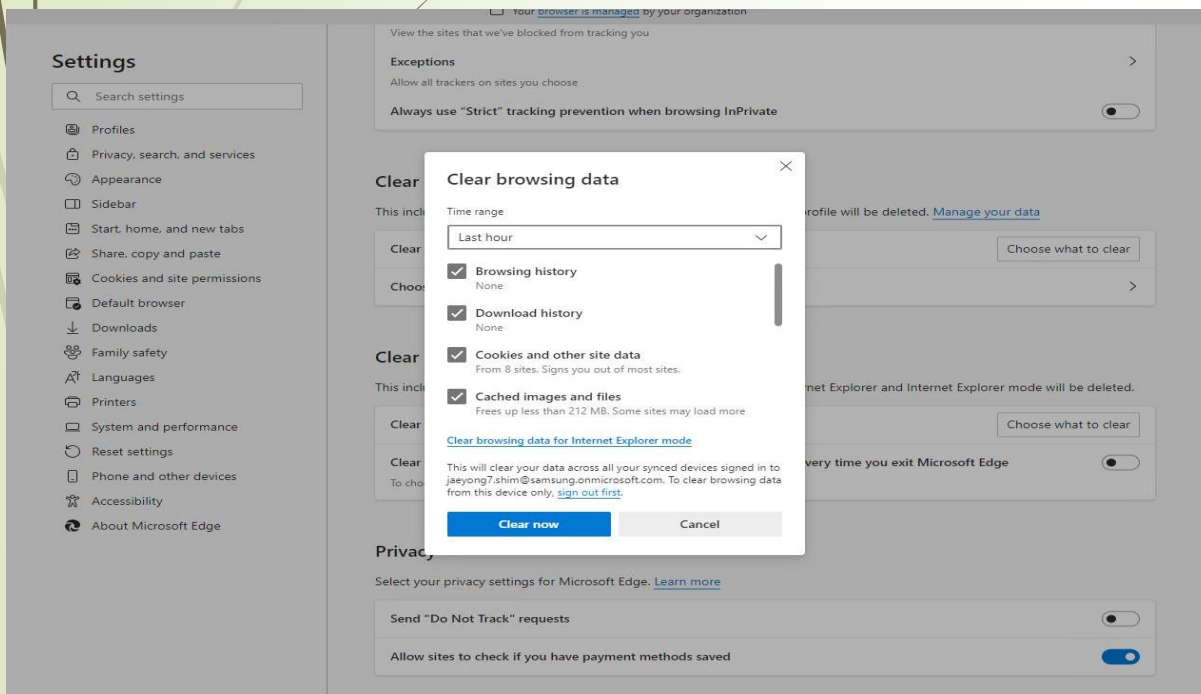 Your browser is managed by your organization
Settings
Search settings
Profiles
Privacy, search, and services
Appearance
Sidebar
Start, home, and new tabs
Share, copy and paste
Cookies and site permissions
Default browser
Downloads
Family safety
Languages
Printers
System and performance
Reset settings
Phone and other devices
Accessibility
About Microsoft Edge
View the sites that we've blocked from tracking you
Exceptions
Allow all trackers on sites you choose
Always use "Strict" tracking prevention when browsing InPrivate
Clear
This incl
rofile will be deleted. Manage your data
Clear
Choose what to clear
Choos
Clear
This incl
rnet Explorer and Internet Explorer mode will be deleted.
Clear
Choose what to clear
Clear
very time you exit Microsoft Edge
To cho
Clear browsing data
Time range
Last hour
Browsing history
None
Download history
None
Cookies and other site data
From 8 sites. Signs you out of most sites.
Cached images and files
Frees up less than 212 MB. Some sites may load more
Clear browsing data for Internet Explorer mode
This will clear your data across all your synced devices signed in to
jaeyong7.shim@samsung.onmicrosoft.com. To clear browsing data
from this device only, sign out first.
Clear now
Cancel
Privacy
Select your privacy settings for Microsoft Edge. Learn more
Send "Do Not Track" requests
Allow sites to check if you have payment methods saved